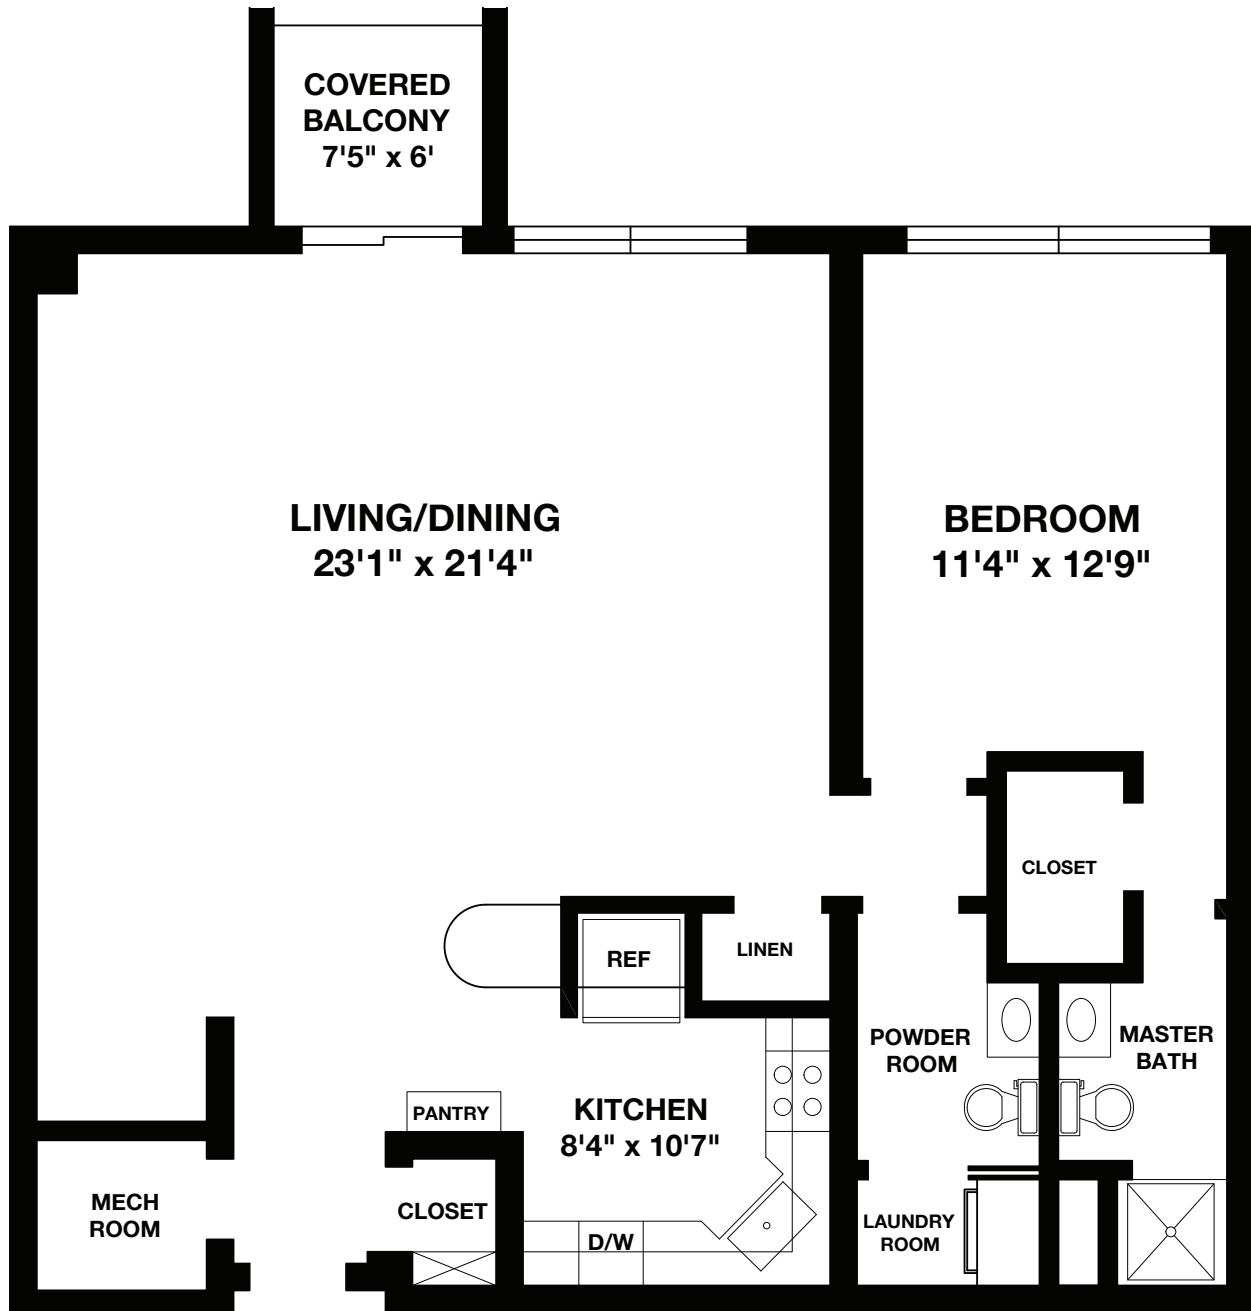 COVERED
BALCONY
7'5" x 6'
LIVING/DINING
23'1" x 21'4"
BEDROOM
11'4" x 12'9"
CLOSET
REF
LINEN
POWDER
ROOM
MASTER
BATH
PANTRY
KITCHEN
8'4" x 10'7"
MECH
ROOM
CLOSET
D/W
LAUNDRY
ROOM